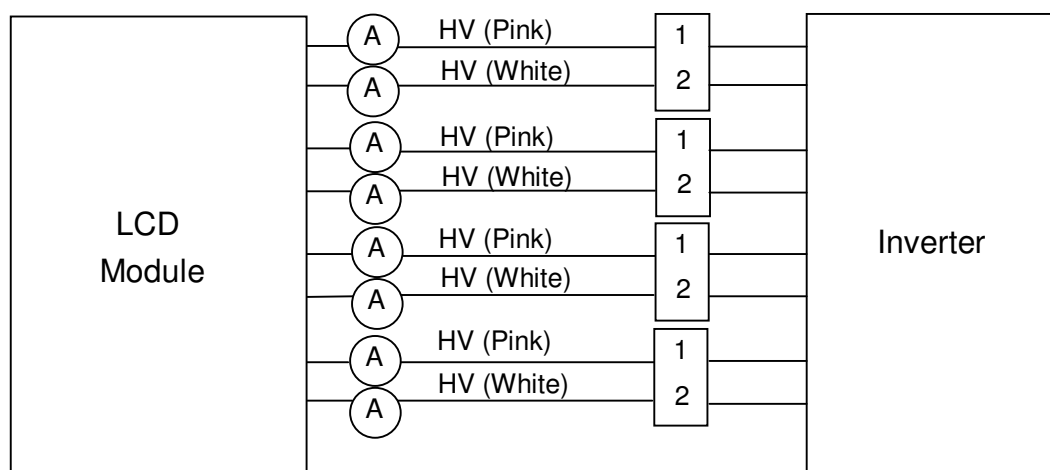 A HV (Pink) 1
A HV (White) 2
A HV (Pink) 1
A HV (White) 2
LCD
Module
A HV (Pink) 1
A HV (White) 2
Inverter
A HV (Pink) 1
A HV (White) 2